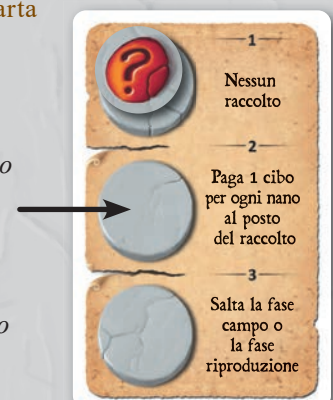 arta
1
?
Nessun
raccolto
2
o
Paga 1 cibo
per ogni nano
al posto
del raccolto
3
o
Salta la fase
campo o
la fase
riproduzione